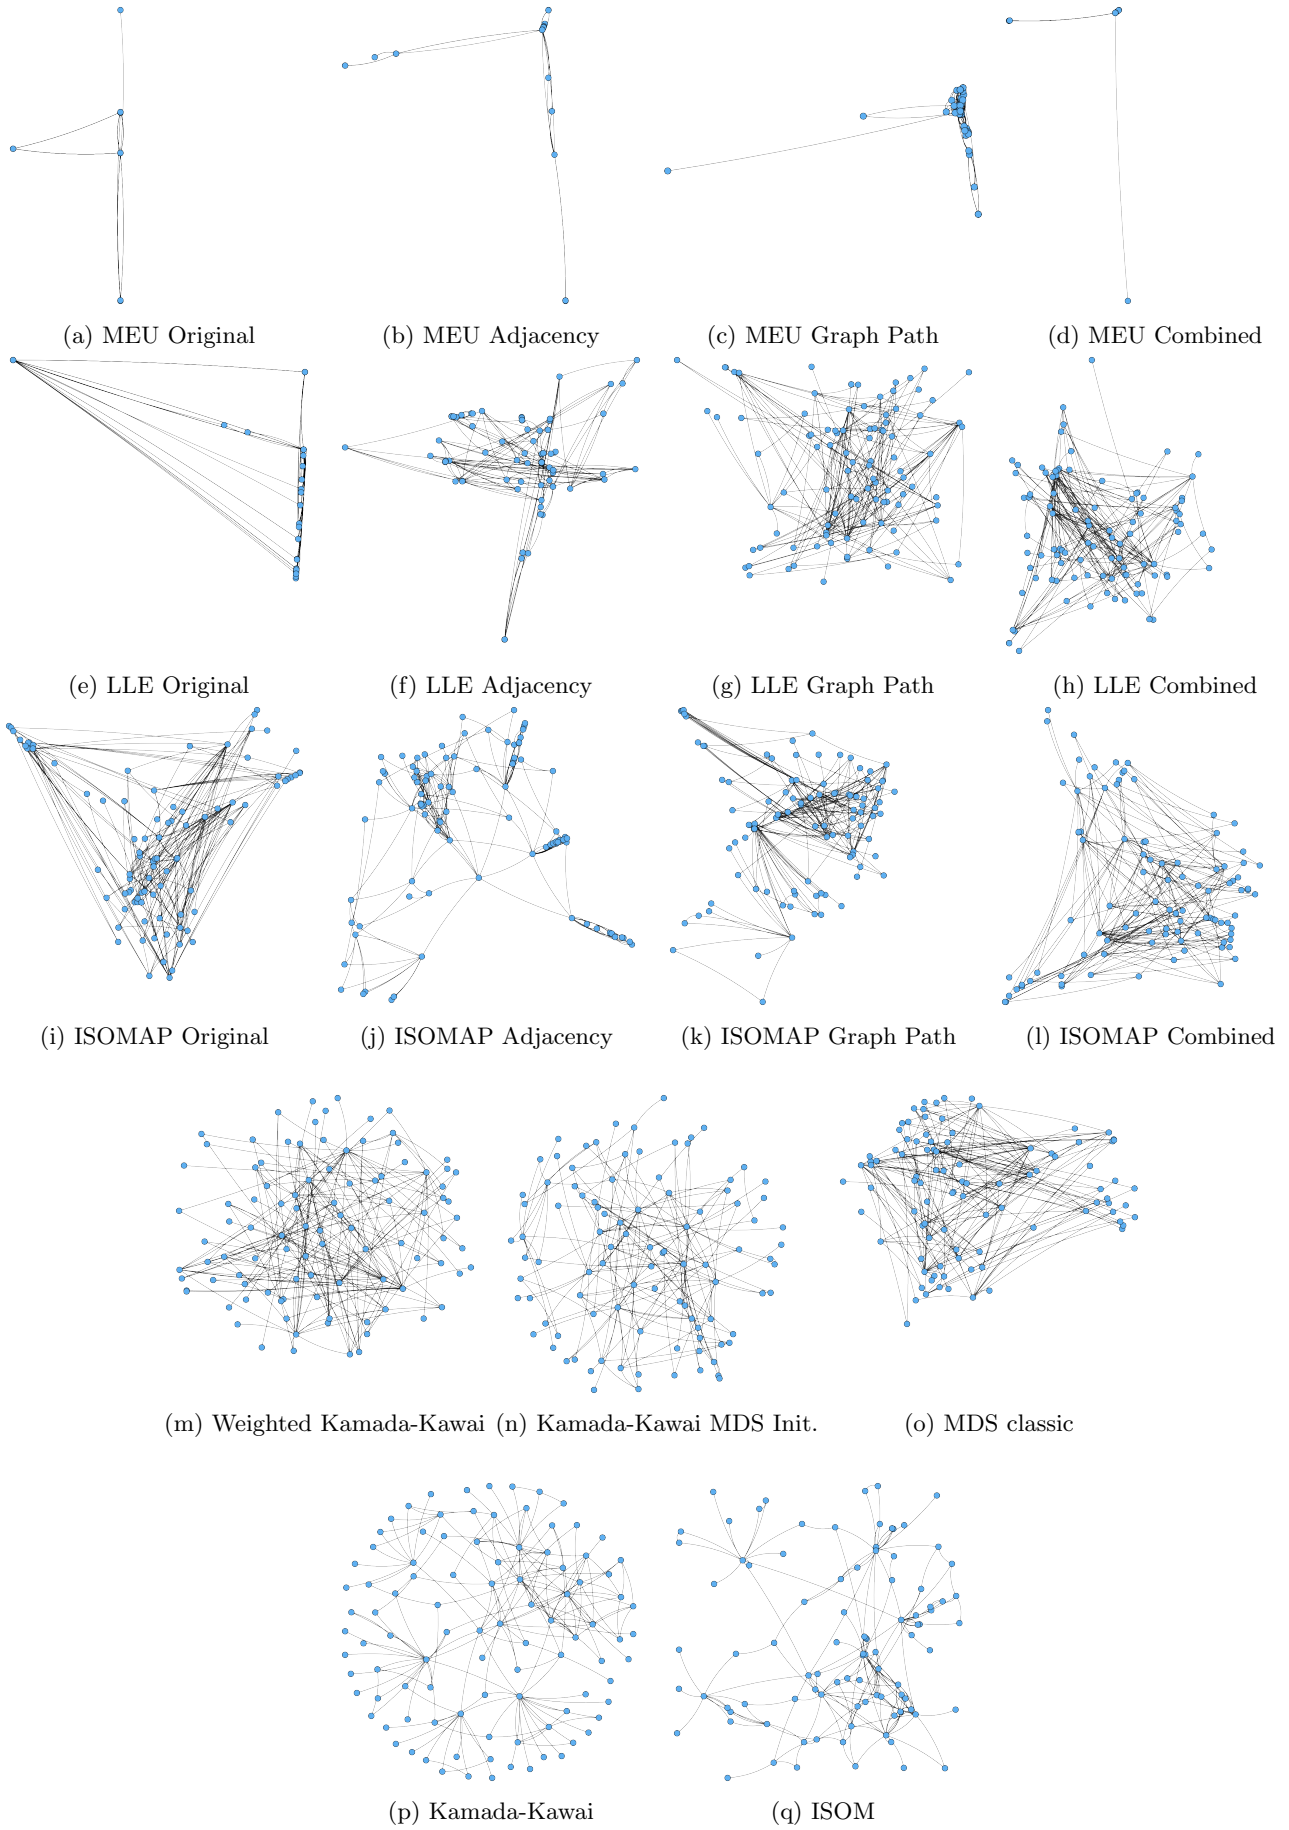 (a) MEU Original (b) MEU Adjacency (c) MEU Graph Path (d) MEU Combined
(e) LLE Original (f) LLE Adjacency (g) LLE Graph Path (h) LLE Combined
(i) ISOMAP Original (j) ISOMAP Adjacency (k) ISOMAP Graph Path (l) ISOMAP Combined
(m) Weighted Kamada-Kawai (n) Kamada-Kawai MDS Init. (o) MDS classic
(p) Kamada-Kawai (q) ISOM